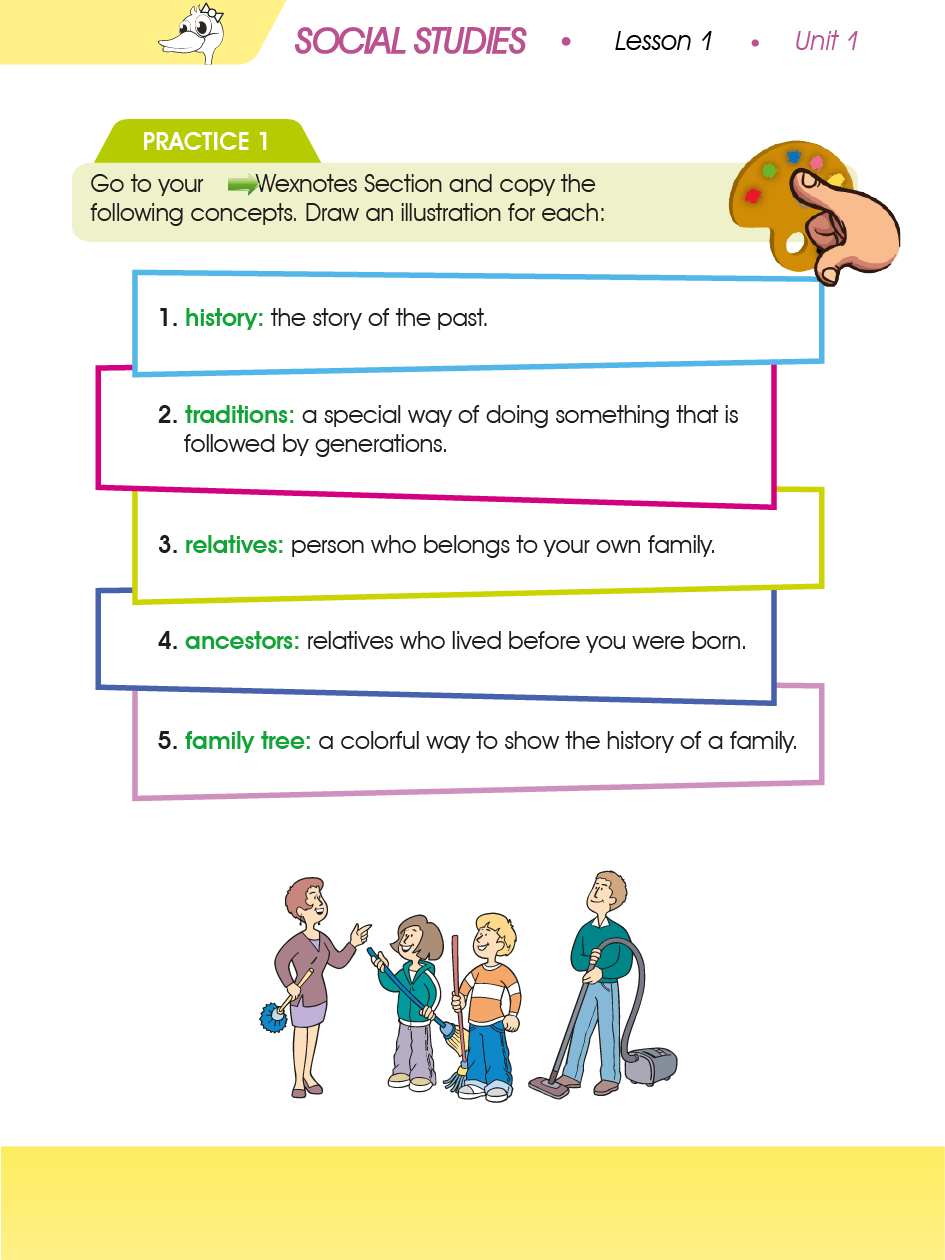 SOCIAL STUDIES • Lesson 1 • Unit 1
PRACTICE 1
Go to your Wexnotes Section and copy the
following concepts. Draw an illustration for each:
1. history: the story of the past.
2. traditions: a special way of doing something that is
followed by generations.
3. relatives: person who belongs to your own family.
4. ancestors: relatives who lived before you were born.
5. family tree: a colorful way to show the history of a family.